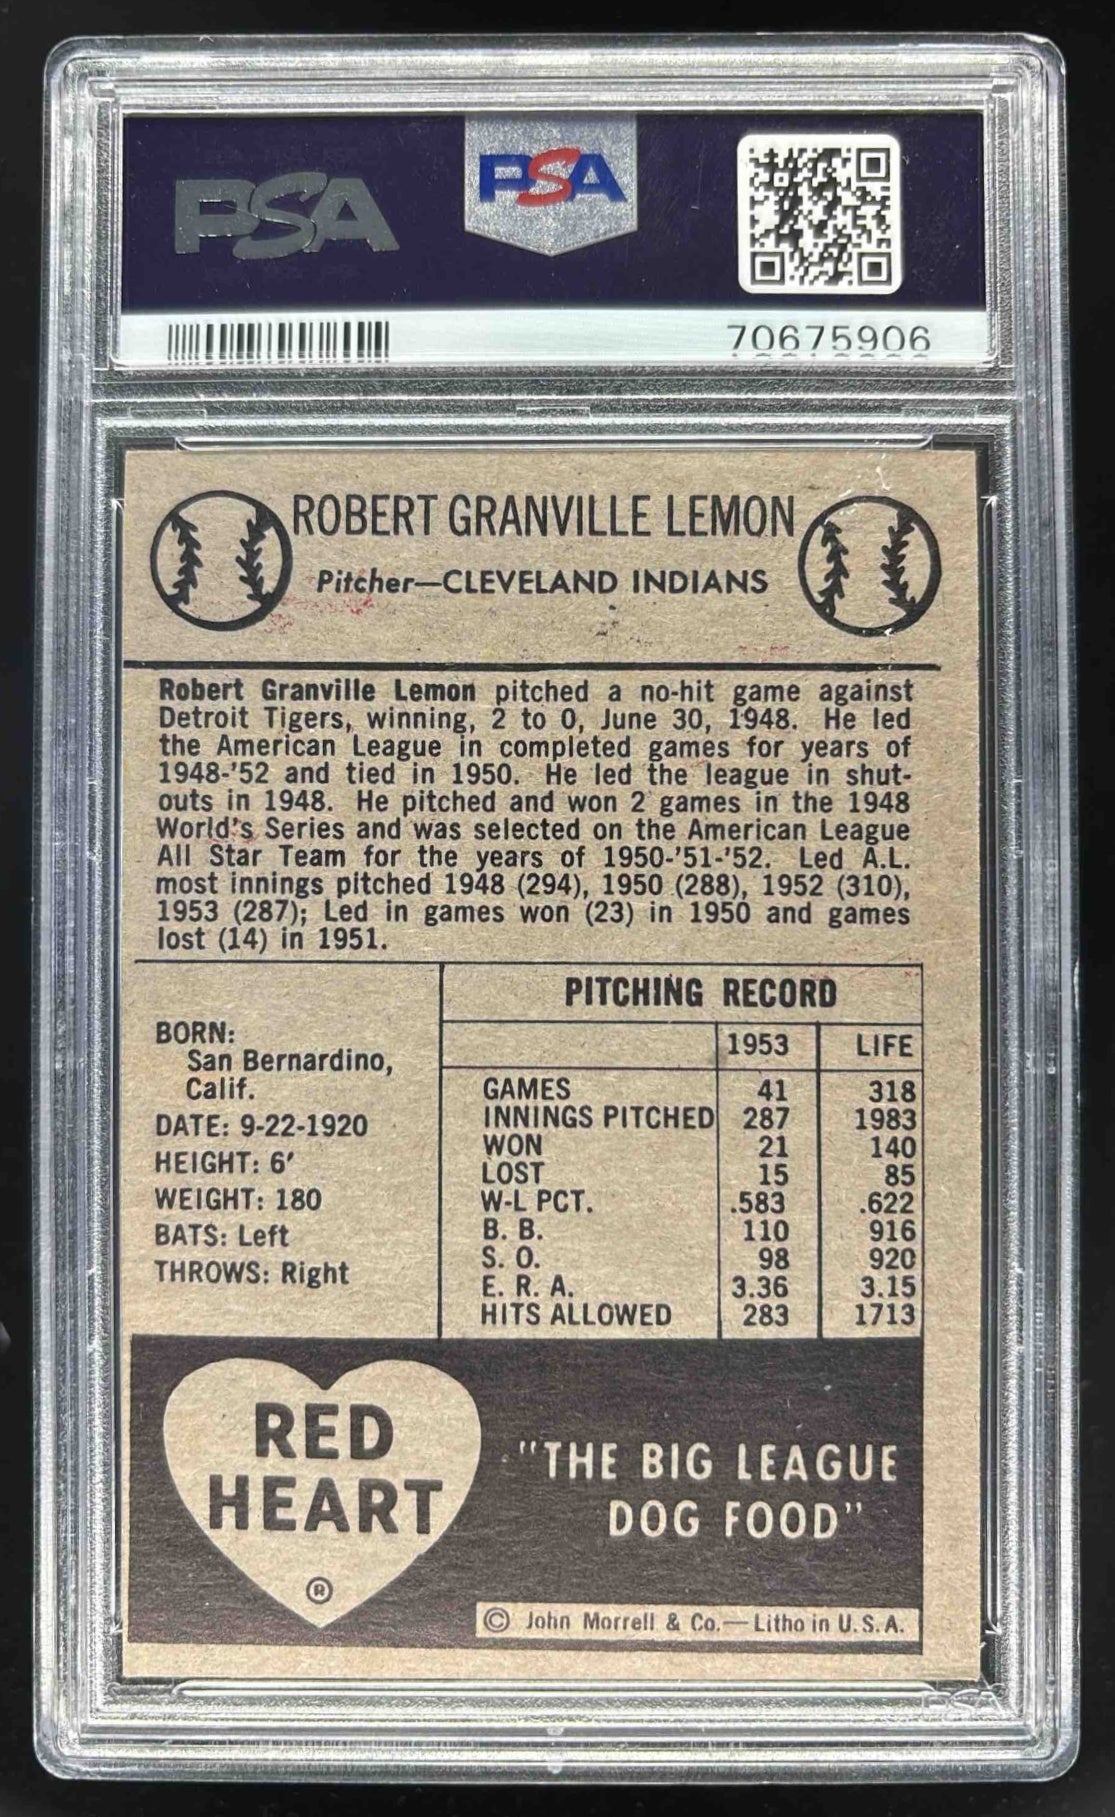 PSA
PSA
70675906
ROBERT GRANVILLE LEMON
Pitcher—CLEVELAND INDIANS
Robert Granville Lemon pitched a no-hit game against
Detroit Tigers, winning, 2 to 0, June 30, 1948. He led
the American League in completed games for years of
1948-'52 and tied in 1950. He led the league in shut-
outs in 1948. He pitched and won 2 games in the 1948
World's Series and was selected on the American League
All Star Team for the years of 1950-'51-'52. Led A.L.
most innings pitched 1948 (294), 1950 (288), 1952 (310),
1953 (287); Led in games won (23) in 1950 and games
lost (14) in 1951.
BORN:
San Bernardino,
Calif.
DATE: 9-22-1920
HEIGHT: 6'
WEIGHT: 180
BATS: Left
THROWS: Right
PITCHING RECORD
1953 LIFE
GAMES 41 318
INNINGS PITCHED 287 1983
WON 21 140
LOST 15 85
W-L PCT. .583 .622
B. B. 110 916
S. O. 98 920
E. R. A. 3.36 3.15
HITS ALLOWED 283 1713
RED
HEART
®
"THE BIG LEAGUE
DOG FOOD"
© John Morrell & Co.—Litho in U.S.A.
PSA